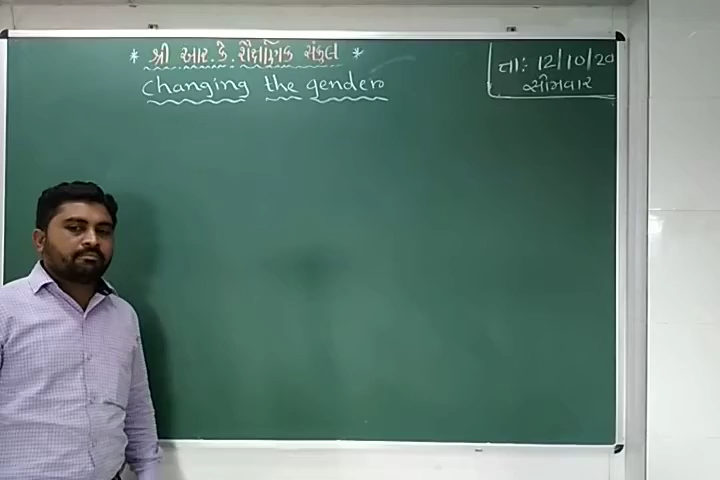 * શ્રી આર. કે. શૈક્ષણિક સંકુલ *
Changing the gender
તા: 12/10/20
સોમવાર